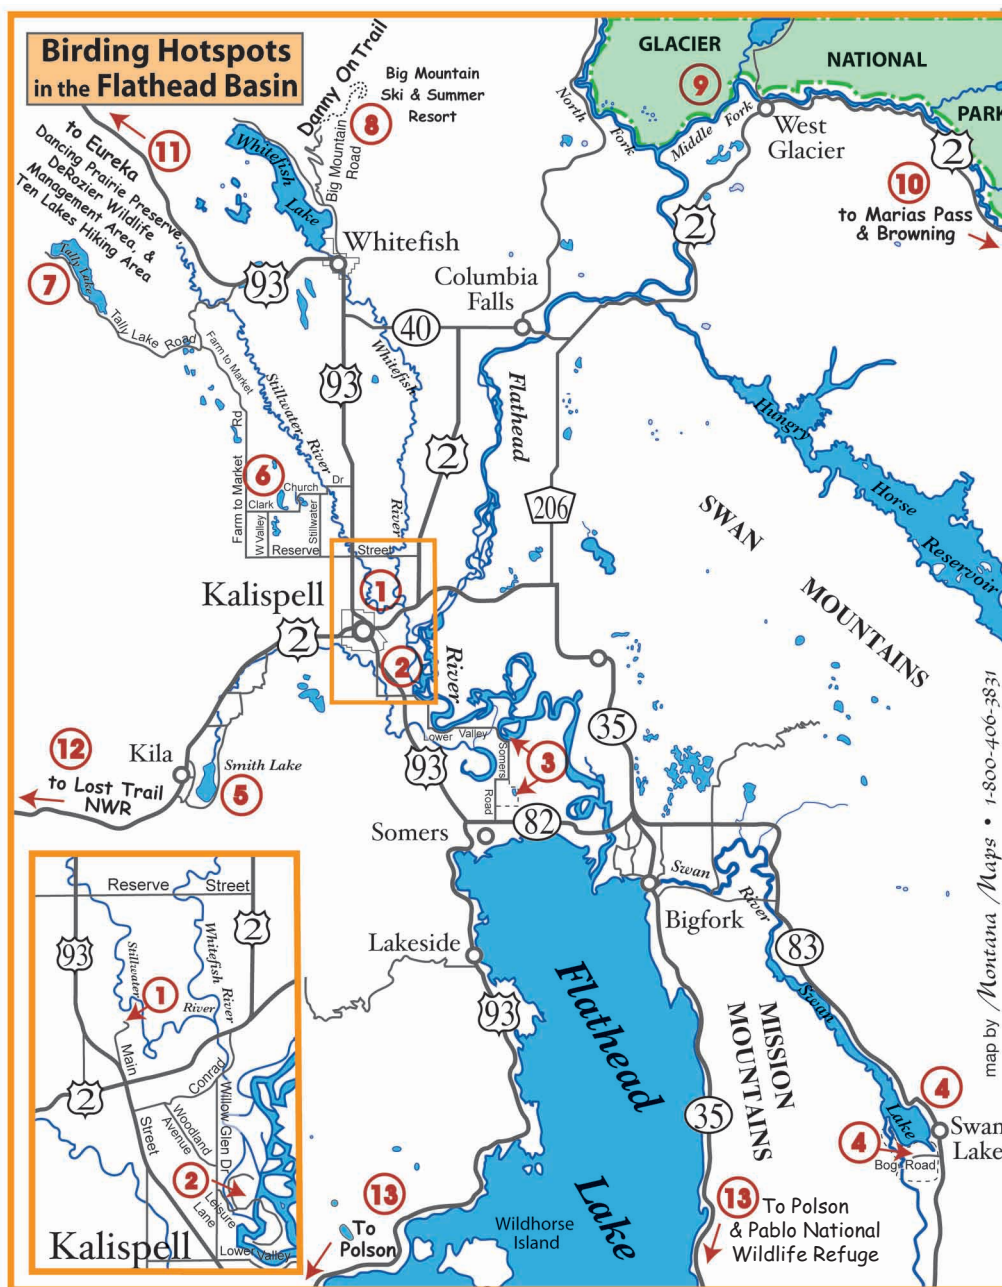 Birding Hotspots
in the Flathead Basin
GLACIER
NATIONAL
PARK
9
Big Mountain
Ski & Summer
Resort
Danny On Trail
8
Big Mountain
Road
North
Fork
Middle Fork
West
Glacier
2
10
to Marias Pass
& Browning
11
to Eureka
Dancing Prairie Preserve,
DeRozier Wildlife
Management Area, &
Ten Lakes Hiking Area
Whitefish
Lake
Whitefish
2
Columbia
Falls
7
Tally Lake
93
40
Tally Lake Road
Farm to Market
Stillwater
River
93
Whitefish
River
Flathead
River
2
Hungry
Horse
Reservoir
SWAN
MOUNTAINS
Farm to Market Rd
6
Church Dr
Clark
W Valley
Stillwater
Reserve Street
206
Kalispell
1
2
2
35
Lower Valley
Somers
Road
3
93
12
to Lost Trail
NWR
Kila
Smith Lake
5
Somers
82
Swan
River
Bigfork
83
Swan
Lake
Lakeside
93
Flathead
Lake
MISSION
MOUNTAINS
35
4
4
Swan
Lake
Bog Road
13
To
Polson
Wildhorse
Island
13
To Polson
& Pablo National
Wildlife Refuge
map by Montana Maps • 1-800-406-3831
Reserve Street
93
2
Stillwater
River
Whitefish
River
1
Main
Street
2
Conrad
Woodland
Avenue
Willow Glen Dr
2
Leisure
Lane
Lower Valley
Kalispell